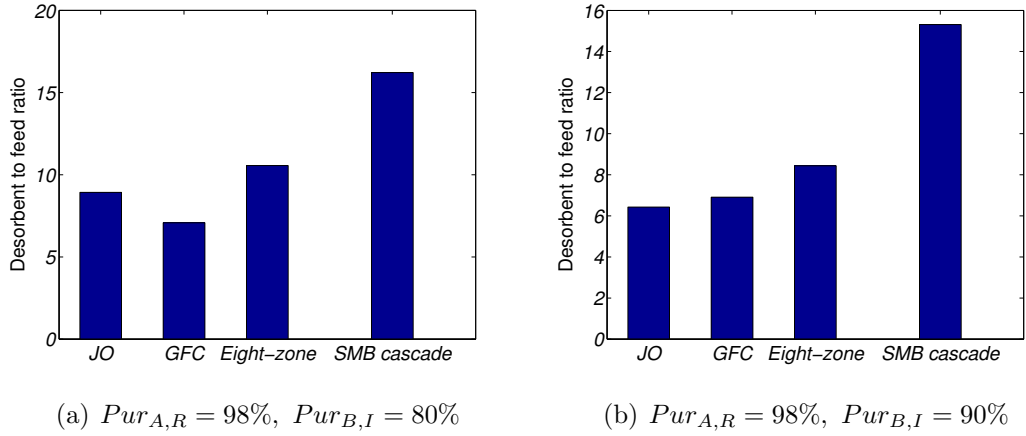 Desorbent to feed ratio
20
15
10
5
0
JO GFC Eight−zone SMB cascade
(a) Pur_{A,R} = 98%, Pur_{B,I} = 80%
Desorbent to feed ratio
16
14
12
10
8
6
4
2
0
JO GFC Eight−zone SMB cascade
(b) Pur_{A,R} = 98%, Pur_{B,I} = 90%